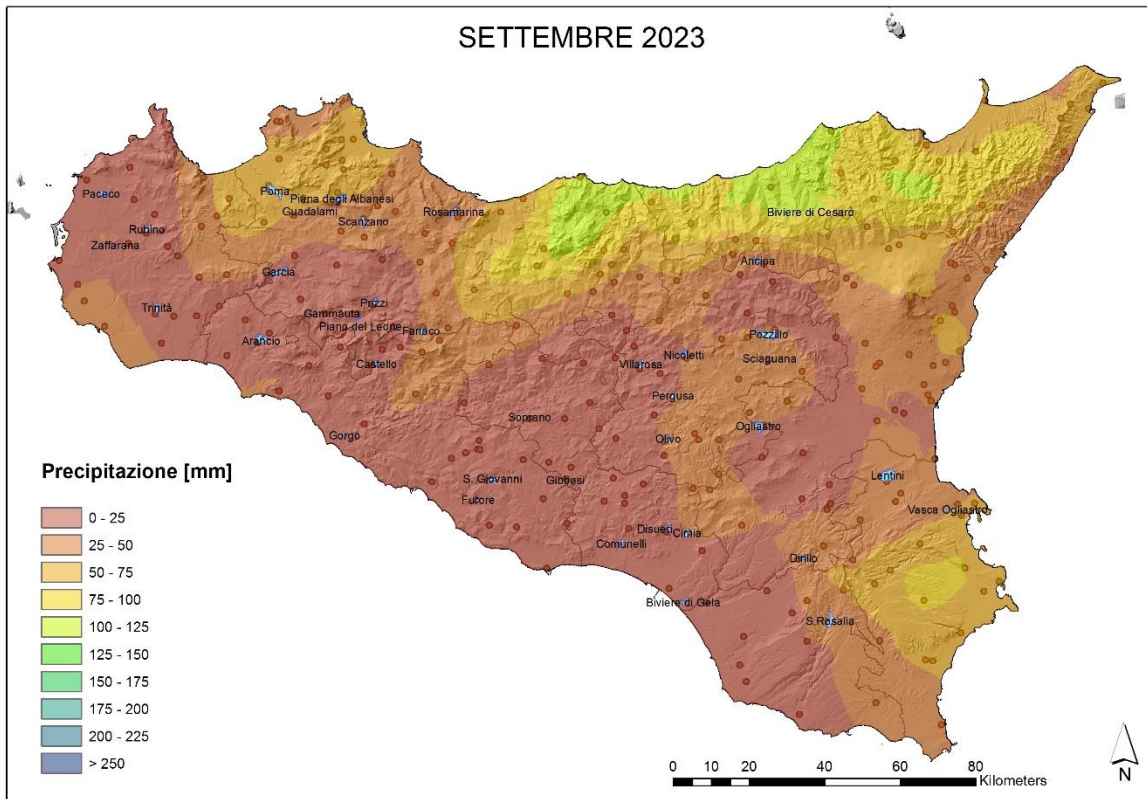 SETTEMBRE 2023
Paceco
Poma
Piana degli Albanesi
Guadalami
Scanzano
Rosamarina
Biviere di Cesarò
Rubino
Zaffarana
Garcia
Ancipa
Trinità
Prizzi
Gammauta
Piano del Leone
Fanaco
Arancio
Castello
Pozzillo
Nicoletti
Sciaguana
Villarosa
Pergusa
Soprano
Gorgo
Olivo
Ogliastro
S. Giovanni
Gibbesi
Furore
Lentini
Vasca Ogliastro
Disueri
Cimia
Comunelli
Dirillo
Biviere di Gela
S.Rosalia
Precipitazione [mm]
0 - 25
25 - 50
50 - 75
75 - 100
100 - 125
125 - 150
150 - 175
175 - 200
200 - 225
> 250
0 10 20 40 60 80
Kilometers
N